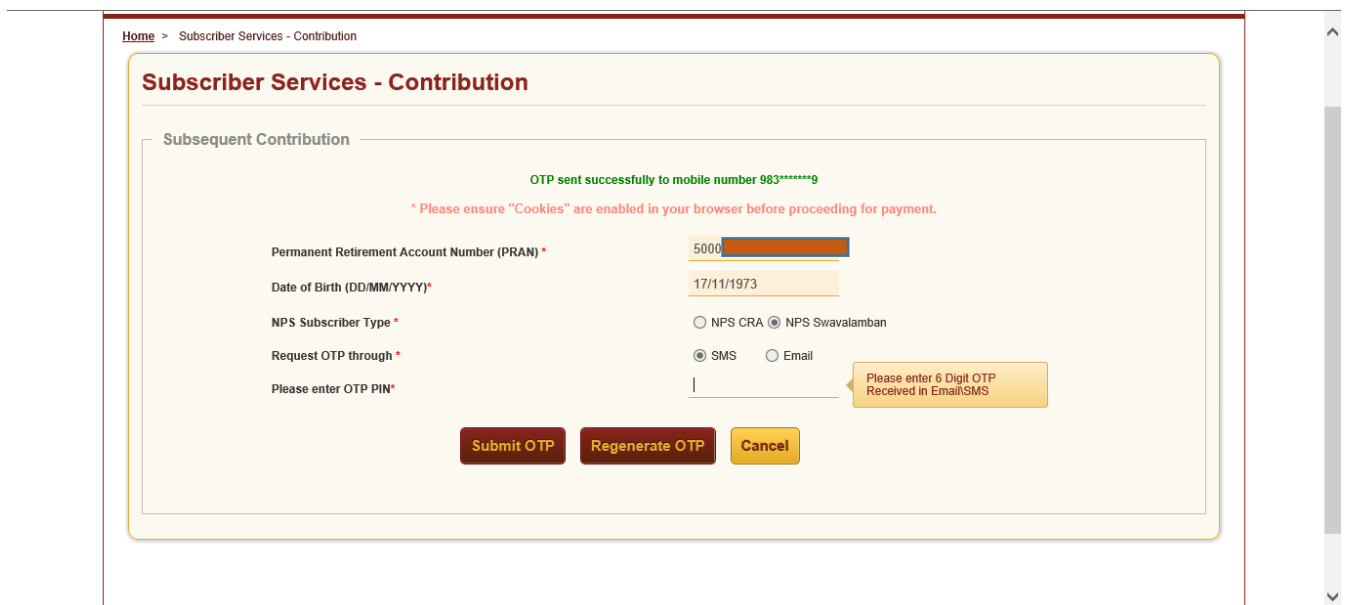 Home > Subscriber Services - Contribution
Subscriber Services - Contribution
Subsequent Contribution
OTP sent successfully to mobile number 983*******9
* Please ensure "Cookies" are enabled in your browser before proceeding for payment.
Permanent Retirement Account Number (PRAN) * 5000
Date of Birth (DD/MM/YYYY)* 17/11/1973
NPS Subscriber Type * NPS CRA NPS Swavalamban
Request OTP through * SMS Email
Please enter OTP PIN*
Please enter 6 Digit OTP
Received in Email\SMS
Submit OTP Regenerate OTP Cancel